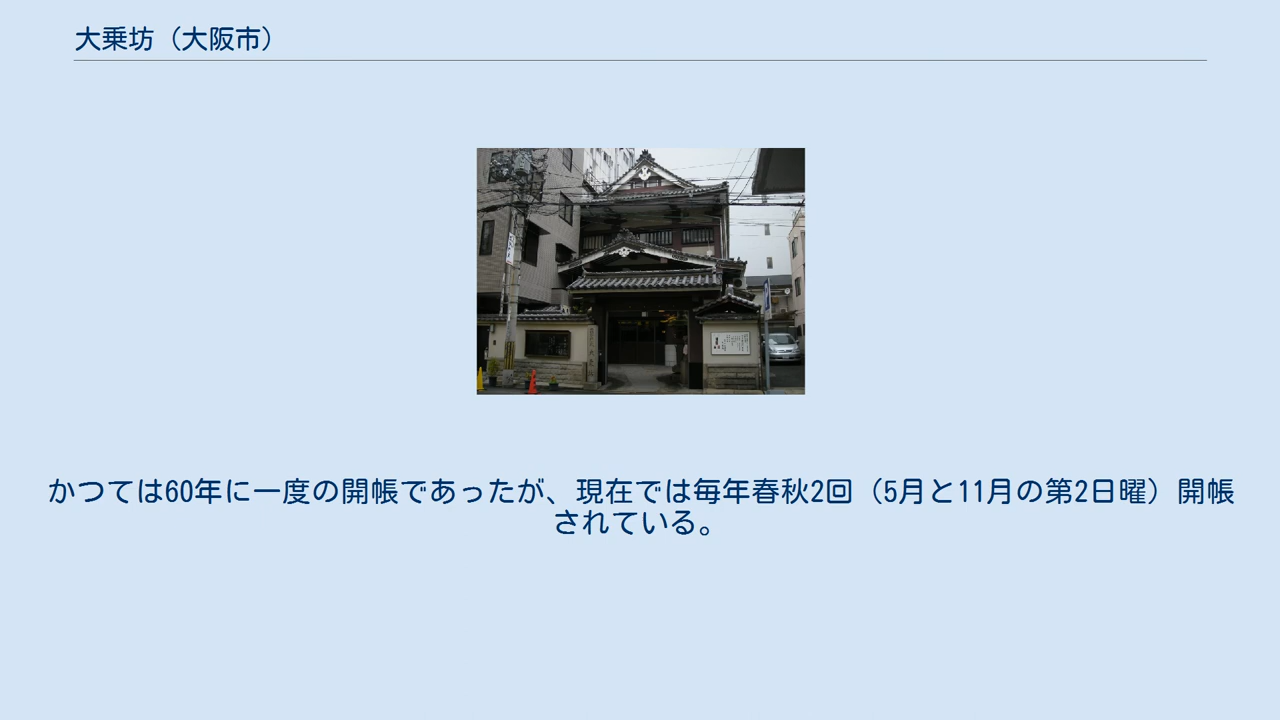 大乗坊（大阪市）
かつては60年に一度の開帳であったが、現在では毎年春秋2回（5月と11月の第2日曜）開帳
されている。